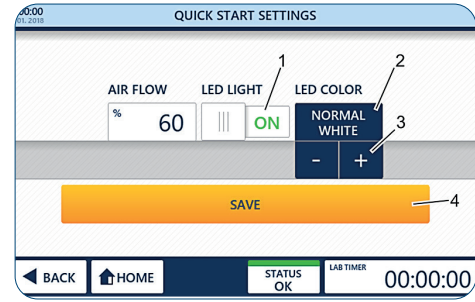 00:00
01. 2018
QUICK START SETTINGS
1
2
AIR FLOW
LED LIGHT
LED COLOR
% 60
ON
NORMAL
WHITE
3
- +
SAVE
4
BACK
HOME
STATUS
OK
LAB TIMER
00:00:00